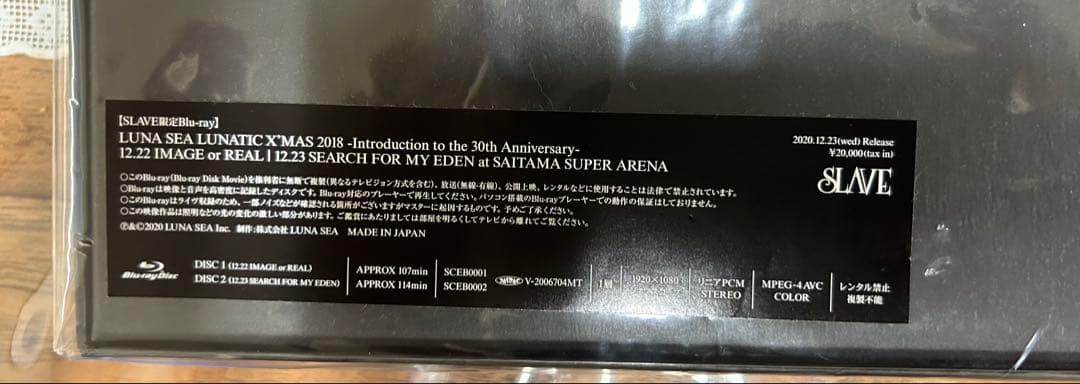 【SLAVE限定Blu-ray】
LUNA SEA LUNATIC X'MAS 2018 -Introduction to the 30th Anniversary-
12.22 IMAGE or REAL | 12.23 SEARCH FOR MY EDEN at SAITAMA SUPER ARENA
2020.12.23(wed) Release
¥20,000(tax in)
SLAVE
○このBlu-ray(Blu-ray Disk Movie)を権利者に無断で複製(異なるテレビジョン方式を含む)、放送(無線・有線)、公開上映、レンタルなどに使用することは法律で禁止されています。
○Blu-rayは映像と音声を高密度に記録したディスクです。Blu-ray対応のプレーヤーで再生してください。パソコン搭載のBlu-rayプレーヤーでの動作の保証はしておりません。
○このBlu-rayはライヴ収録のため、一部ノイズなどが確認される箇所がございますがマスターに起因するものです。予めご了承ください。
○この映像作品は照明などの光の変化の激しい部分があります。ご鑑賞にあたりましては部屋を明るくしてテレビから離れてご覧ください。
℗&©2020 LUNA SEA Inc. 制作:株式会社 LUNA SEA MADE IN JAPAN
Blu-ray Disc
DISC 1 (12.22 IMAGE or REAL)
DISC 2 (12.23 SEARCH FOR MY EDEN)
APPROX 107min
APPROX 114min
SCEB0001
SCEB0002
V-2006704MT
1層
1920×1080
リニアPCM
STEREO
MPEG-4 AVC
COLOR
レンタル禁止
複製不能